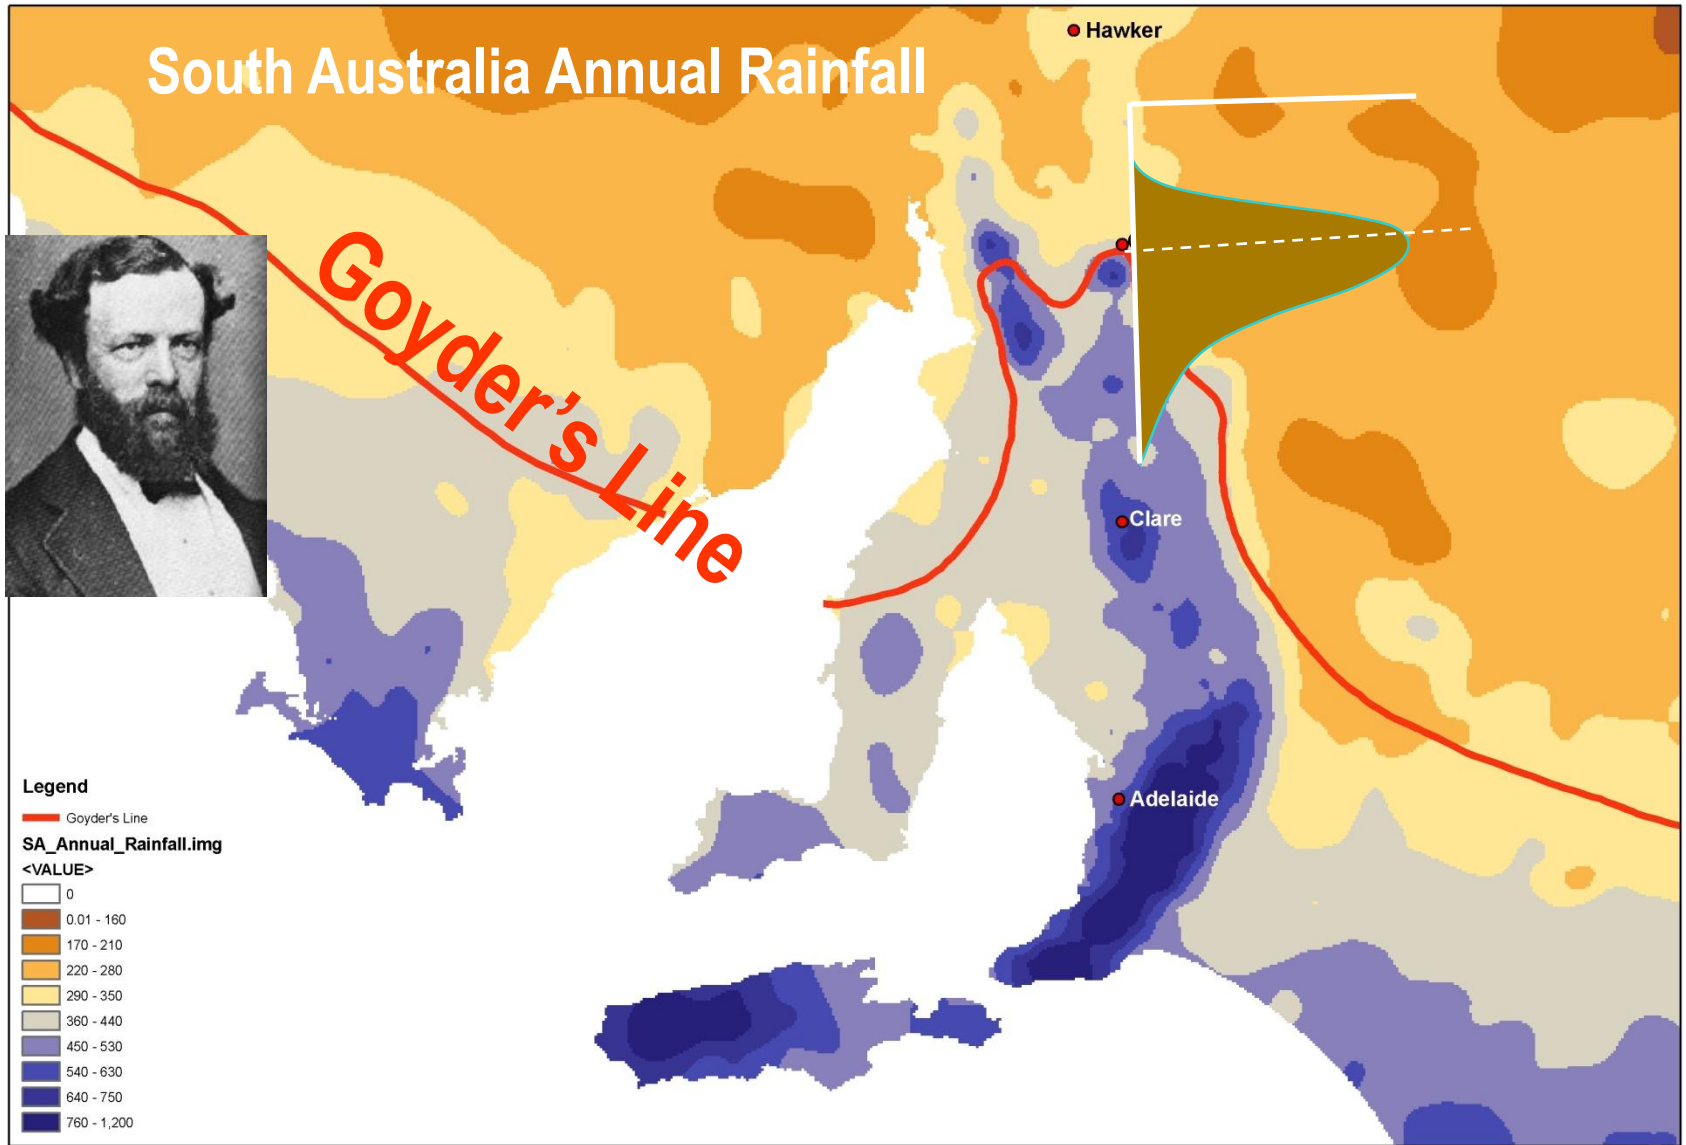 South Australia Annual Rainfall
Hawker
Goyder's Line
Clare
Adelaide
Legend
Goyder's Line
SA_Annual_Rainfall.img
<VALUE>
0
0.01 - 160
170 - 210
220 - 280
290 - 350
360 - 440
450 - 530
540 - 630
640 - 750
760 - 1,200